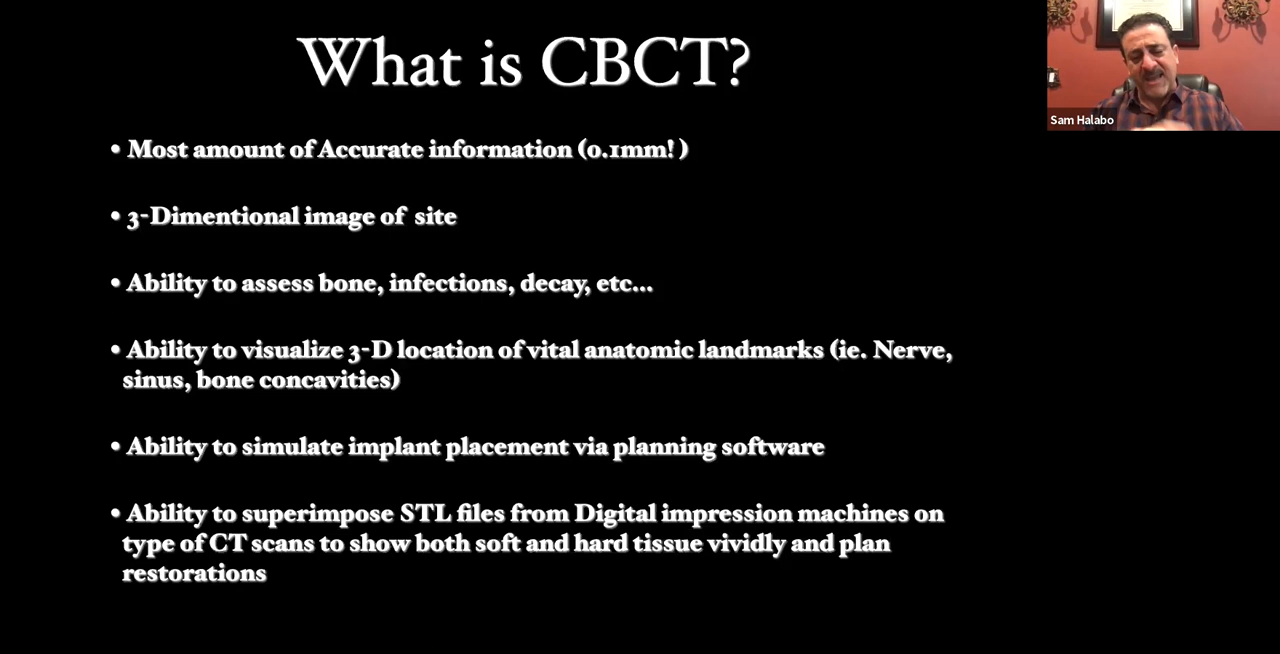 What is CBCT?
• Most amount of Accurate information (0.1mm! )
• 3-Dimentional image of site
• Ability to assess bone, infections, decay, etc...
• Ability to visualize 3-D location of vital anatomic landmarks (ie. Nerve,
sinus, bone concavities)
• Ability to simulate implant placement via planning software
• Ability to superimpose STL files from Digital impression machines on
type of CT scans to show both soft and hard tissue vividly and plan
restorations
Sam Halabo